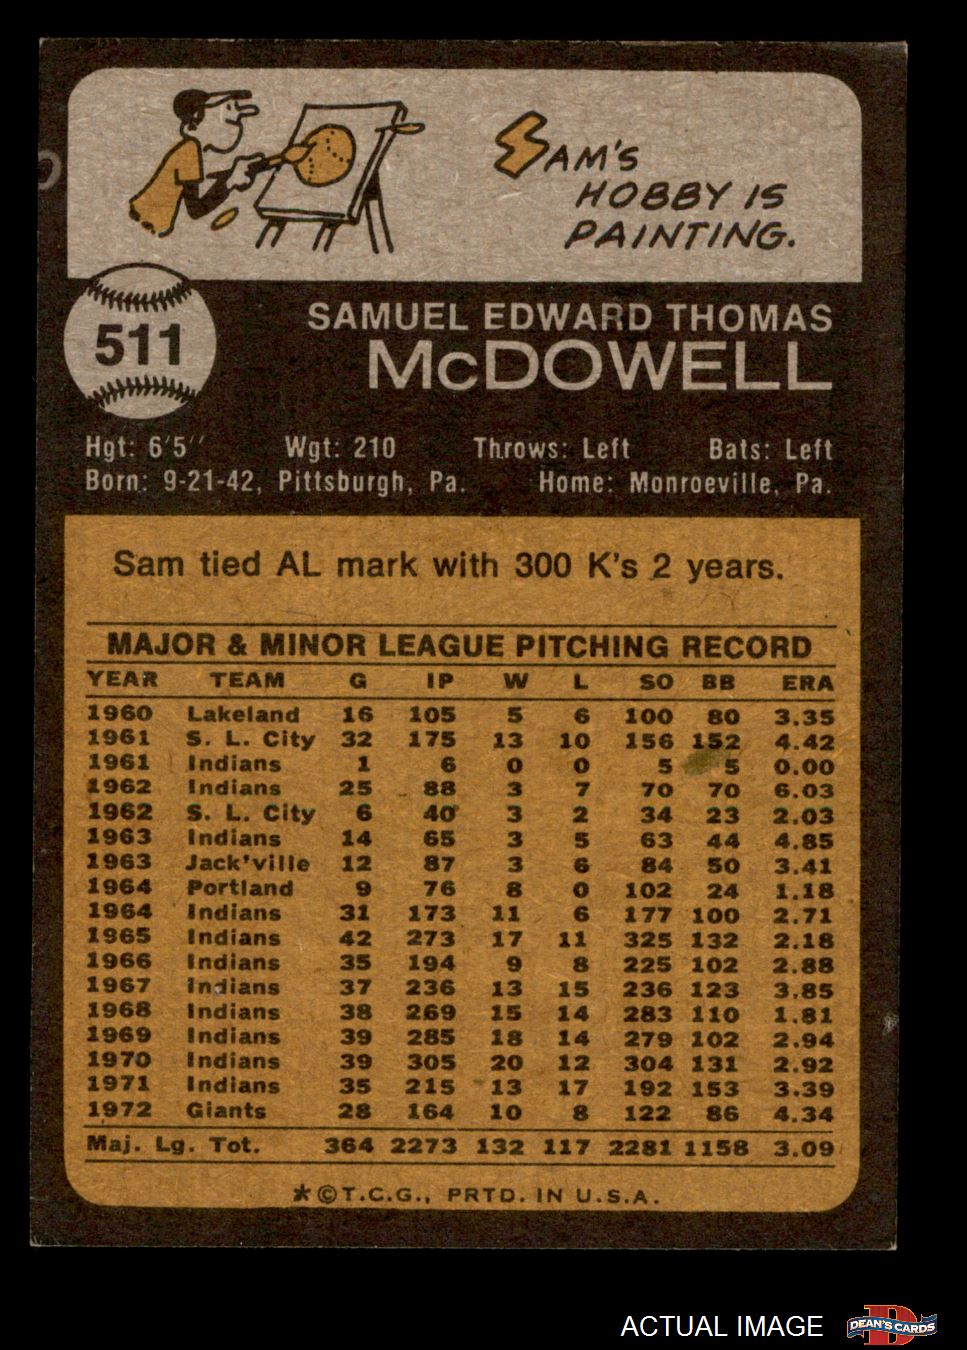 SAM'S
HOBBY IS
PAINTING.
511
SAMUEL EDWARD THOMAS
McDOWELL
Hgt: 6'5" Wgt: 210 Throws: Left Bats: Left
Born: 9-21-42, Pittsburgh, Pa. Home: Monroeville, Pa.
Sam tied AL mark with 300 K's 2 years.
MAJOR & MINOR LEAGUE PITCHING RECORD
YEAR TEAM G IP W L SO BB ERA
1960 Lakeland 16 105 5 6 100 80 3.35
1961 S. L. City 32 175 13 10 156 152 4.42
1961 Indians 1 6 0 0 5 5 0.00
1962 Indians 25 88 3 7 70 70 6.03
1962 S. L. City 6 40 3 2 34 23 2.03
1963 Indians 14 65 3 5 63 44 4.85
1963 Jack'ville 12 87 3 6 84 50 3.41
1964 Portland 9 76 8 0 102 24 1.18
1964 Indians 31 173 11 6 177 100 2.71
1965 Indians 42 273 17 11 325 132 2.18
1966 Indians 35 194 9 8 225 102 2.88
1967 Indians 37 236 13 15 236 123 3.85
1968 Indians 38 269 15 14 283 110 1.81
1969 Indians 39 285 18 14 279 102 2.94
1970 Indians 39 305 20 12 304 131 2.92
1971 Indians 35 215 13 17 192 153 3.39
1972 Giants 28 164 10 8 122 86 4.34
Maj. Lg. Tot. 364 2273 132 117 2281 1158 3.09
★©T.C.G., PRTD. IN U.S.A.
ACTUAL IMAGE
D
DEAN'S CARDS